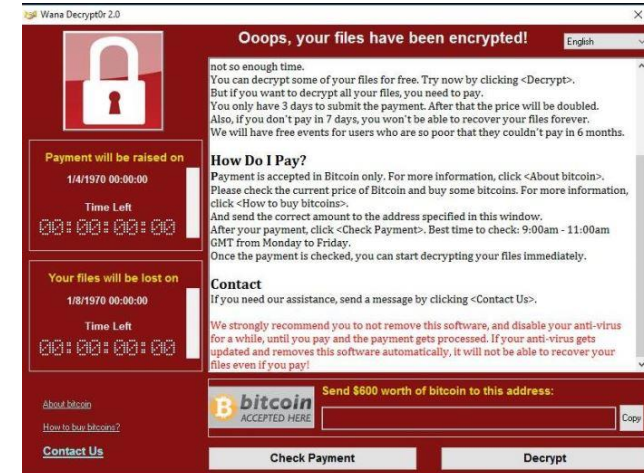 Wana Decrypt0r 2.0
Ooops, your files have been encrypted!
English
not so enough time.
You can decrypt some of your files for free. Try now by clicking <Decrypt>.
But if you want to decrypt all your files, you need to pay.
You only have 3 days to submit the payment. After that the price will be doubled.
Also, if you don't pay in 7 days, you won't be able to recover your files forever.
We will have free events for users who are so poor that they couldn't pay in 6 months.
How Do I Pay?
Payment is accepted in Bitcoin only. For more information, click <About bitcoin>.
Please check the current price of Bitcoin and buy some bitcoins. For more information,
click <How to buy bitcoins>.
And send the correct amount to the address specified in this window.
After your payment, click <Check Payment>. Best time to check: 9:00am - 11:00am
GMT from Monday to Friday.
Once the payment is checked, you can start decrypting your files immediately.
Contact
If you need our assistance, send a message by clicking <Contact Us>.
We strongly recommend you to not remove this software, and disable your anti-virus
for a while, until you pay and the payment gets processed. If your anti-virus gets
updated and removes this software automatically, it will not be able to recover your
files even if you pay!
Payment will be raised on
1/4/1970 00:00:00
Time Left
00:00:00:00
Your files will be lost on
1/8/1970 00:00:00
Time Left
00:00:00:00
About bitcoin
How to buy bitcoins?
Contact Us
bitcoin
ACCEPTED HERE
Send $600 worth of bitcoin to this address:
Copy
Check Payment
Decrypt